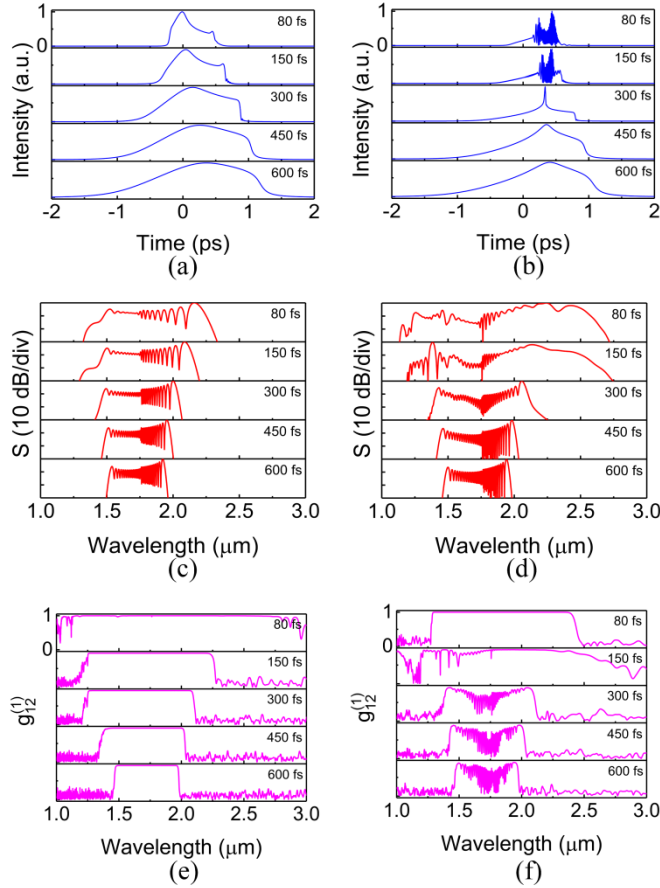 1
0
80 fs
150 fs
300 fs
450 fs
600 fs
Intensity (a.u.)
-2 -1 0 1 2
Time (ps)
(a)
1
0
80 fs
150 fs
300 fs
450 fs
600 fs
Intensity (a.u.)
-2 -1 0 1 2
Time (ps)
(b)
80 fs
150 fs
300 fs
450 fs
600 fs
S (10 dB/div)
1.0 1.5 2.0 2.5 3.0
Wavelength (μm)
(c)
80 fs
150 fs
300 fs
450 fs
600 fs
S (10 dB/div)
1.0 1.5 2.0 2.5 3.0
Wavelenth (μm)
(d)
1
0
80 fs
150 fs
300 fs
450 fs
600 fs
g12(1)
1.0 1.5 2.0 2.5 3.0
Wavelength (μm)
(e)
1
0
80 fs
150 fs
300 fs
450 fs
600 fs
g12(1)
1.0 1.5 2.0 2.5 3.0
Wavelength (μm)
(f)